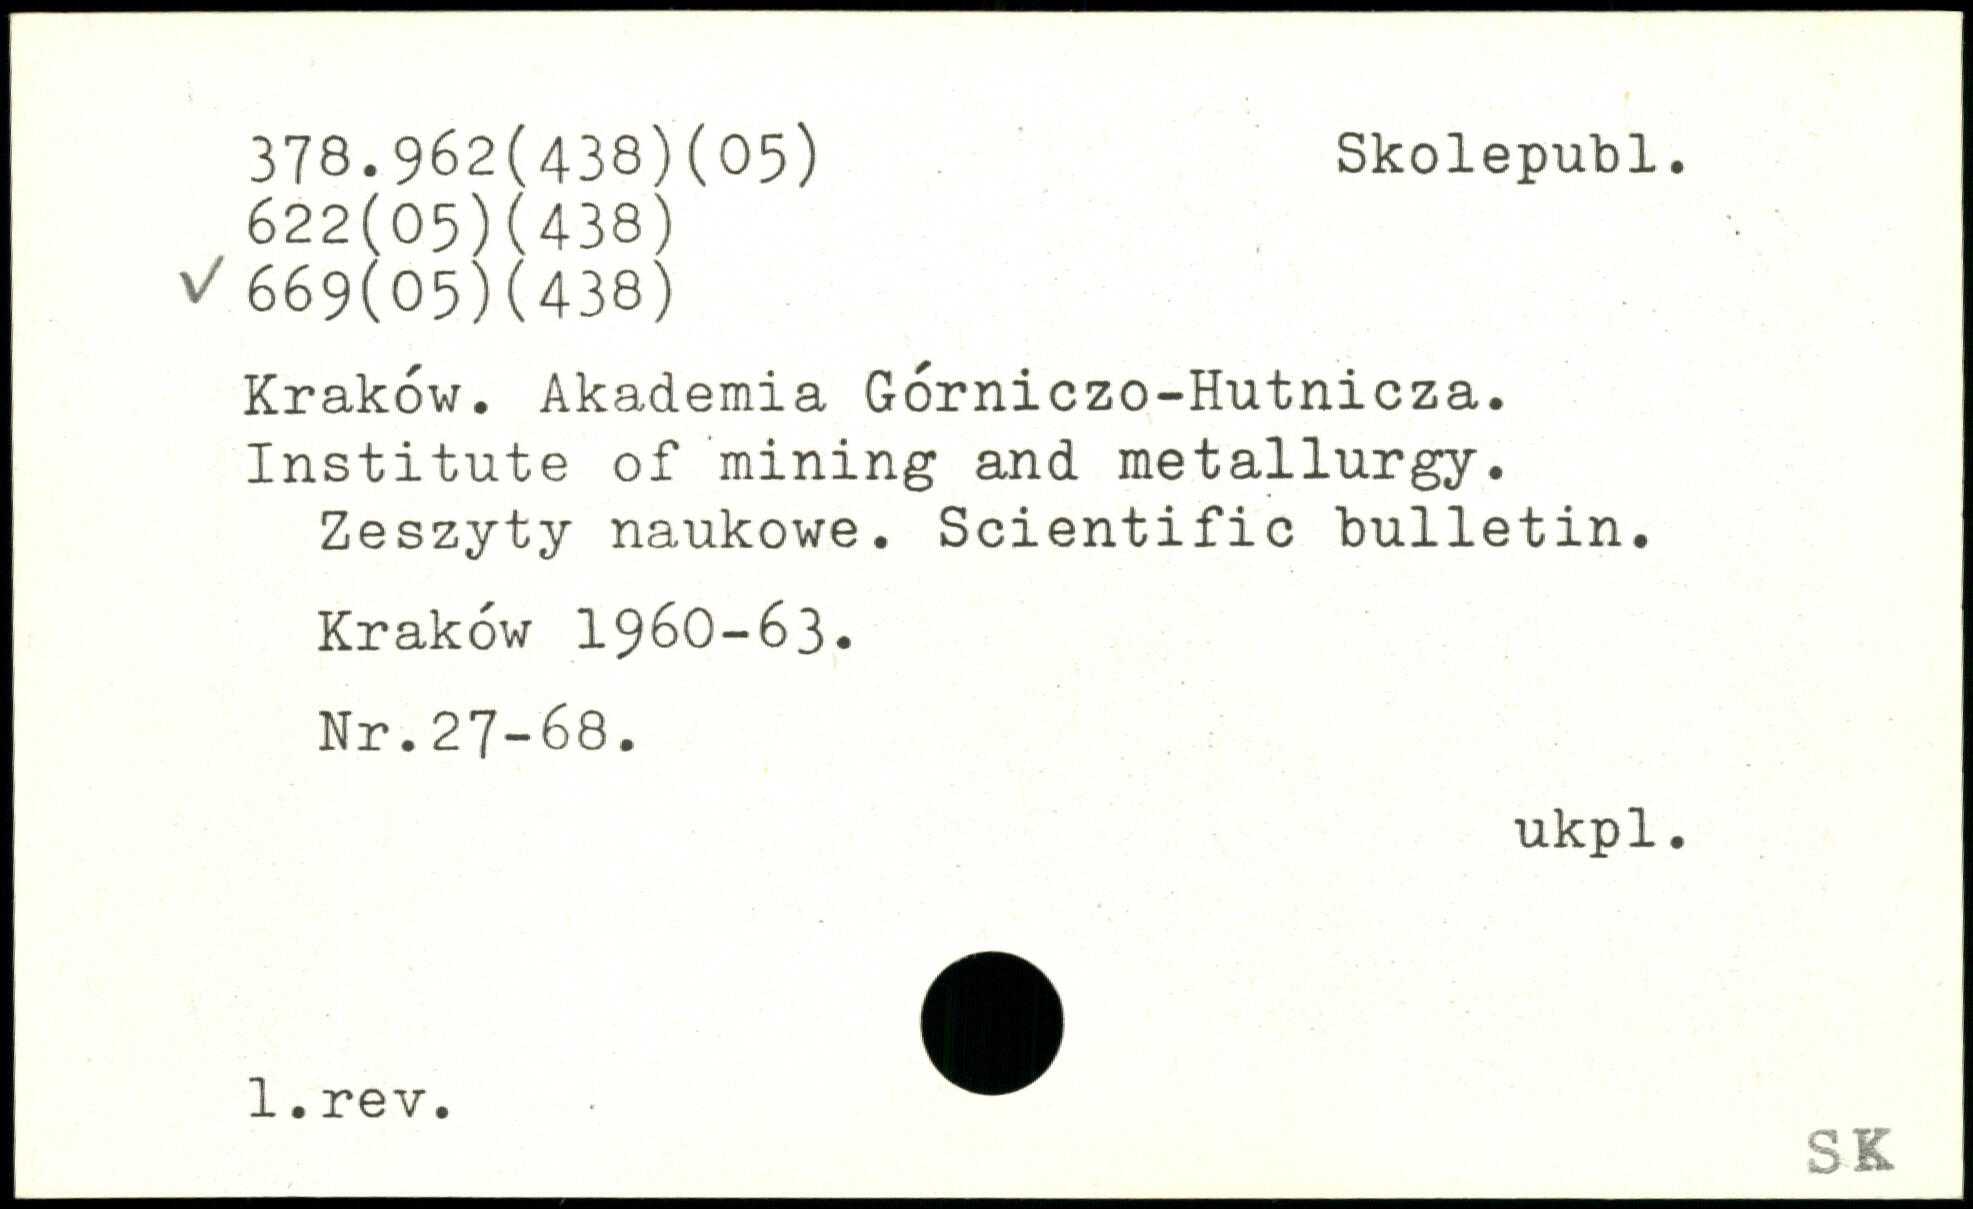 378.962(438)(05) Skolepubl.
622(05)(438)
✓ 669(05)(438)
Kraków. Akademia Górniczo-Hutnicza.
Institute of mining and metallurgy.
Zeszyty naukowe. Scientific bulletin.
Kraków 1960-63.
Nr.27-68.
ukpl.
1.rev.
SK